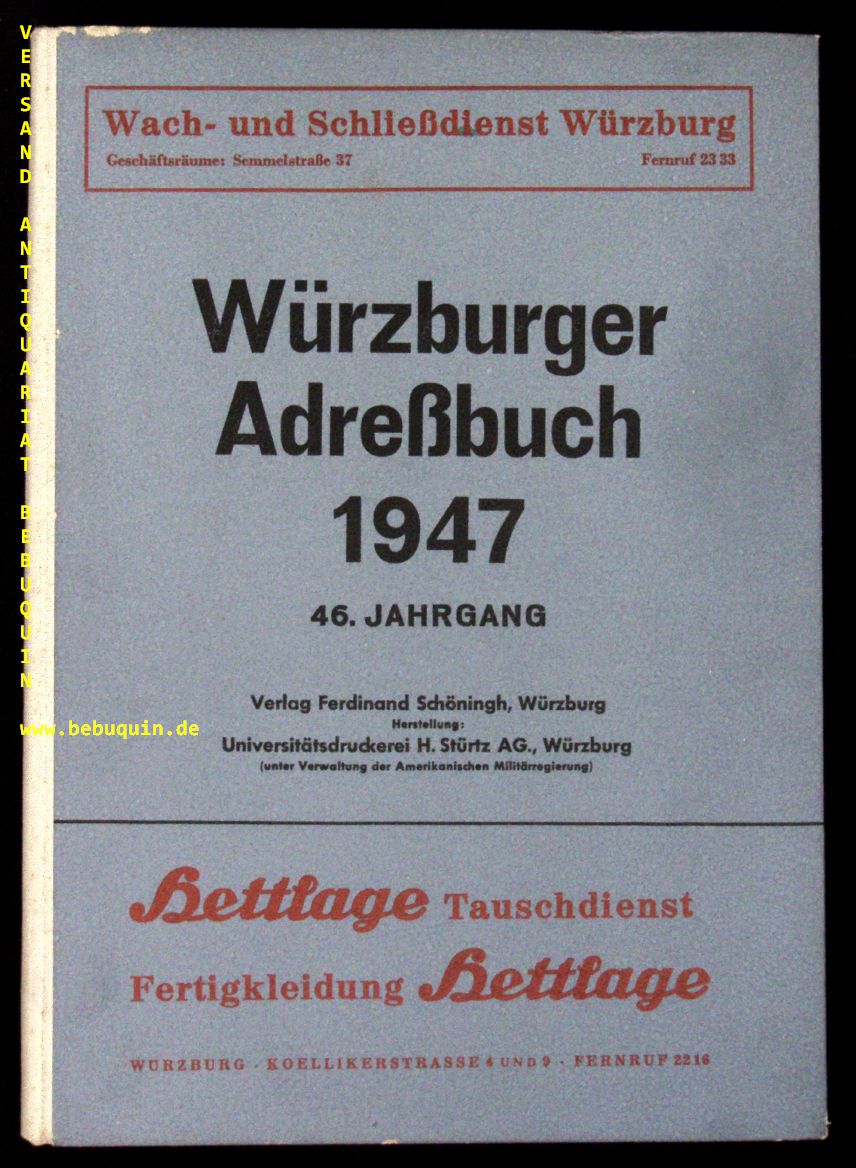 Wach- und Schließdienst Würzburg
Geschäftsräume: Semmelstraße 37 Fernruf 23 33
Würzburger
Adreßbuch
1947
46. JAHRGANG
Verlag Ferdinand Schöningh, Würzburg
Herstellung:
Universitätsdruckerei H. Stürtz AG., Würzburg
(unter Verwaltung der Amerikanischen Militärregierung)
Hettlage Tauschdienst
Fertigkleidung Hettlage
WÜRZBURG · KOELLIKERSTRASSE 4 UND 9 · FERNRUF 2216
VERSAND ANTIQUARIAT BEBUQUIN
www.bebuquin.de